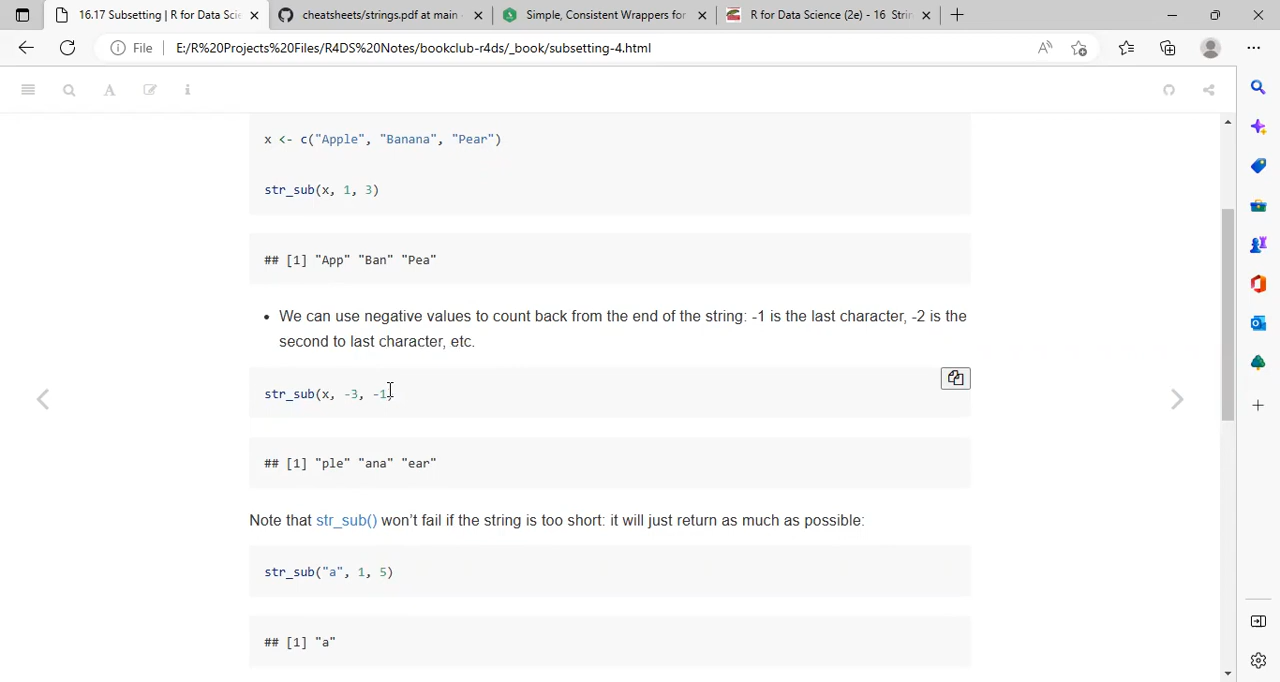 16.17 Subsetting | R for Data Scie
cheatsheets/strings.pdf at main ·
Simple, Consistent Wrappers for
R for Data Science (2e) - 16 Strin
File
E:/R%20Projects%20Files/R4DS%20Notes/bookclub-r4ds/_book/subsetting-4.html
x <- c("Apple", "Banana", "Pear")
str_sub(x, 1, 3)
## [1] "App" "Ban" "Pea"
• We can use negative values to count back from the end of the string: -1 is the last character, -2 is the
second to last character, etc.
str_sub(x, -3, -1)
## [1] "ple" "ana" "ear"
Note that str_sub() won't fail if the string is too short: it will just return as much as possible:
str_sub("a", 1, 5)
## [1] "a"